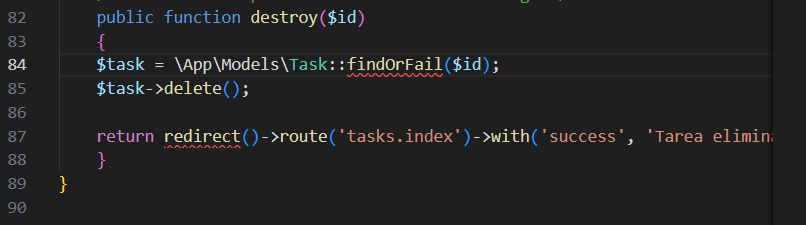 82 public function destroy($id)
83 {
84 $task = \App\Models\Task::findOrFail($id);
85 $task->delete();
86
87 return redirect()->route('tasks.index')->with('success', 'Tarea elimina
88 }
89 }
90